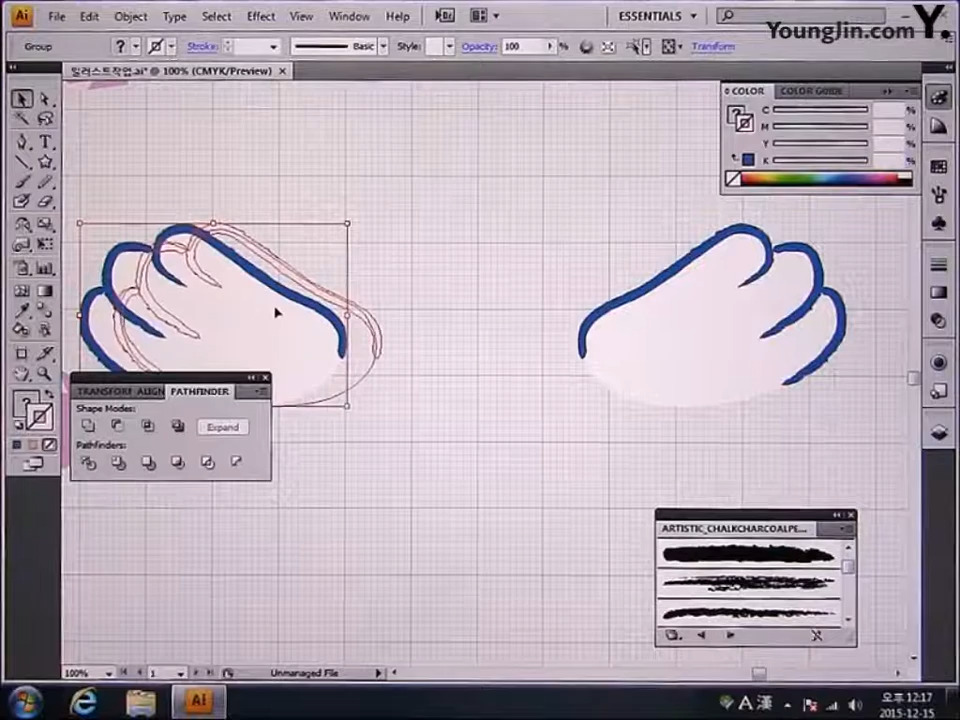 Ai File Edit Object Type Select Effect View Window Help Br ESSENTIALS
YoungJin.com Y.
Group ? Stroke: Basic Style: Opacity: 100 % Transform
일러스트작업.ai* @ 100% (CMYK/Preview)
COLOR COLOR GUIDE
C %
M %
Y %
K %
TRANSFORM ALIGN PATHFINDER
Shape Modes:
Expand
Pathfinders:
ARTISTIC_CHALKCHARCOALPE...
100% 1 Unmanaged File
Ai A 漢 오후 12:17
2015-12-15